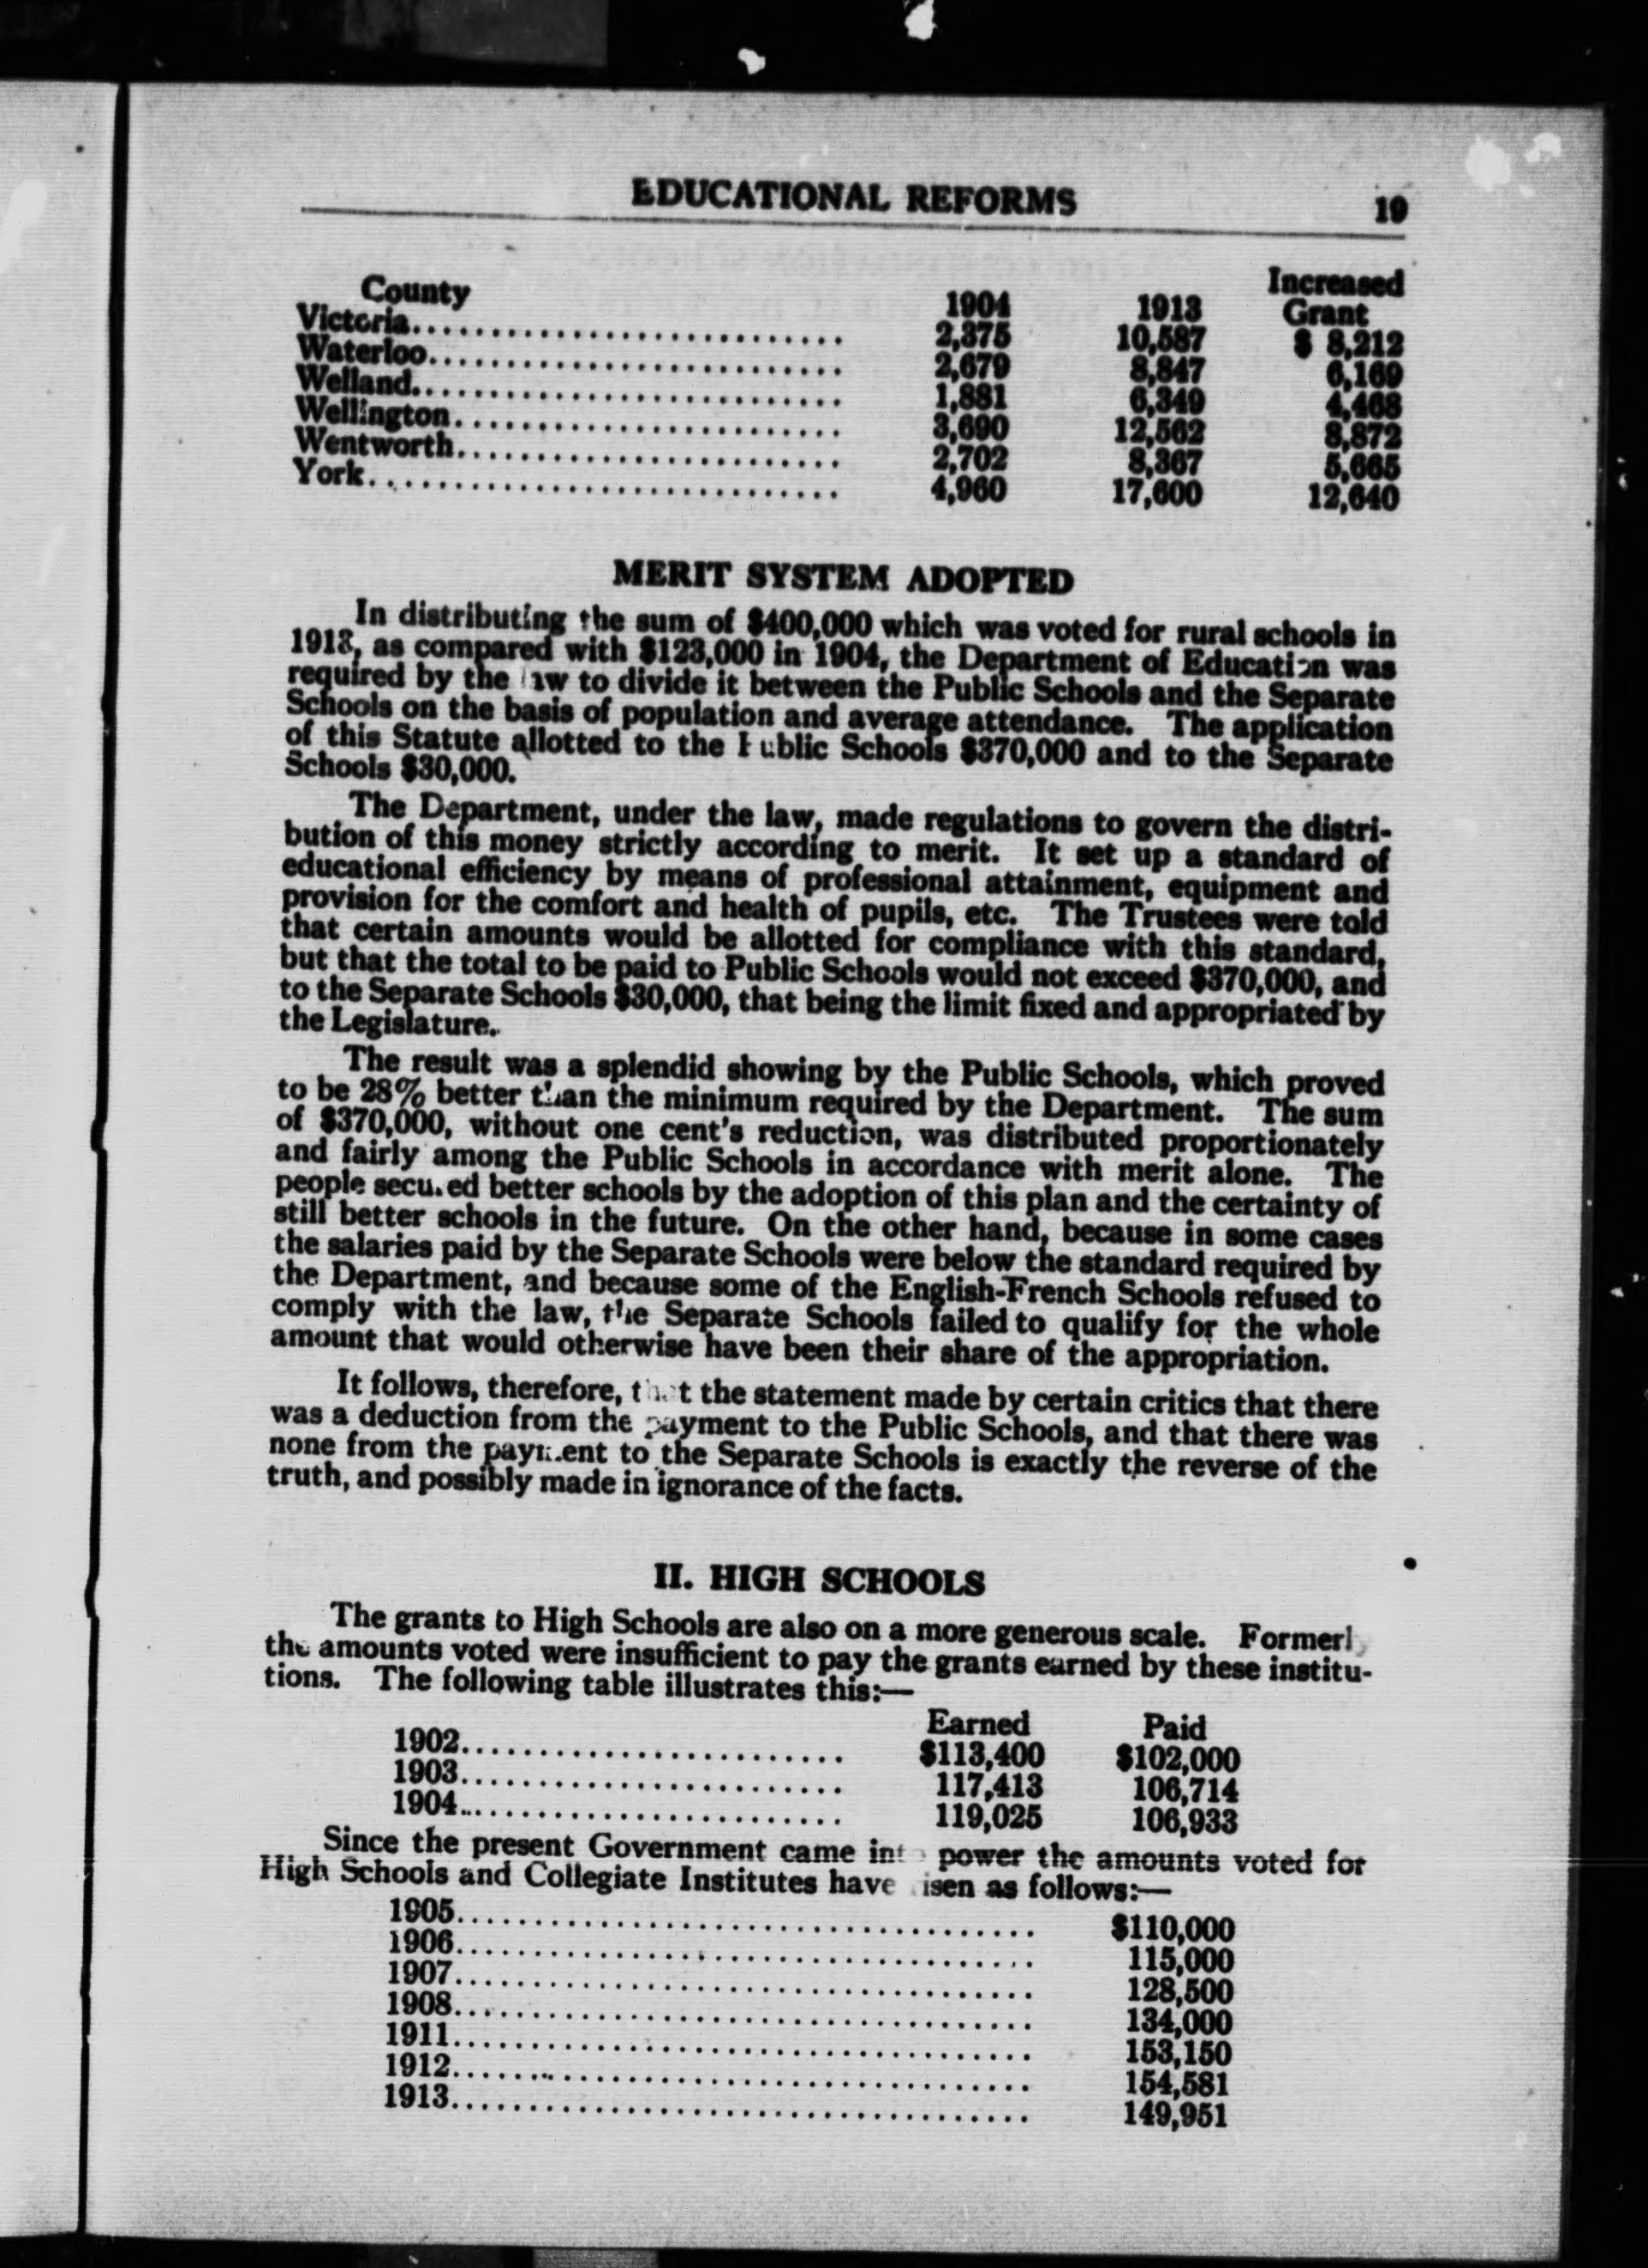 EDUCATIONAL REFORMS 19
County 1904 1913 Increased Grant
Victoria............................ 2,375 10,587 $ 8,212
Waterloo........................... 2,679 8,847 6,169
Welland............................ 1,881 6,349 4,468
Wellington......................... 3,690 12,562 8,872
Wentworth......................... 2,702 8,367 5,665
York............................... 4,960 17,600 12,640
MERIT SYSTEM ADOPTED
In distributing the sum of $400,000 which was voted for rural schools in
1913, as compared with $123,000 in 1904, the Department of Education was
required by the law to divide it between the Public Schools and the Separate
Schools on the basis of population and average attendance. The application
of this Statute allotted to the Public Schools $370,000 and to the Separate
Schools $30,000.
The Department, under the law, made regulations to govern the distri-
bution of this money strictly according to merit. It set up a standard of
educational efficiency by means of professional attainment, equipment and
provision for the comfort and health of pupils, etc. The Trustees were told
that certain amounts would be allotted for compliance with this standard,
but that the total to be paid to Public Schools would not exceed $370,000, and
to the Separate Schools $30,000, that being the limit fixed and appropriated by
the Legislature.
The result was a splendid showing by the Public Schools, which proved
to be 28% better than the minimum required by the Department. The sum
of $370,000, without one cent's reduction, was distributed proportionately
and fairly among the Public Schools in accordance with merit alone. The
people secured better schools by the adoption of this plan and the certainty of
still better schools in the future. On the other hand, because in some cases
the salaries paid by the Separate Schools were below the standard required by
the Department, and because some of the English-French Schools refused to
comply with the law, the Separate Schools failed to qualify for the whole
amount that would otherwise have been their share of the appropriation.
It follows, therefore, that the statement made by certain critics that there
was a deduction from the payment to the Public Schools, and that there was
none from the payment to the Separate Schools is exactly the reverse of the
truth, and possibly made in ignorance of the facts.
II. HIGH SCHOOLS
The grants to High Schools are also on a more generous scale. Formerly
the amounts voted were insufficient to pay the grants earned by these institu-
tions. The following table illustrates this:—
Earned Paid
1902......................... $113,400 $102,000
1903......................... 117,413 106,714
1904......................... 119,025 106,933
Since the present Government came into power the amounts voted for
High Schools and Collegiate Institutes have risen as follows:—
1905...................................... $110,000
1906...................................... 115,000
1907...................................... 128,500
1908...................................... 134,000
1911...................................... 153,150
1912...................................... 154,581
1913...................................... 149,951